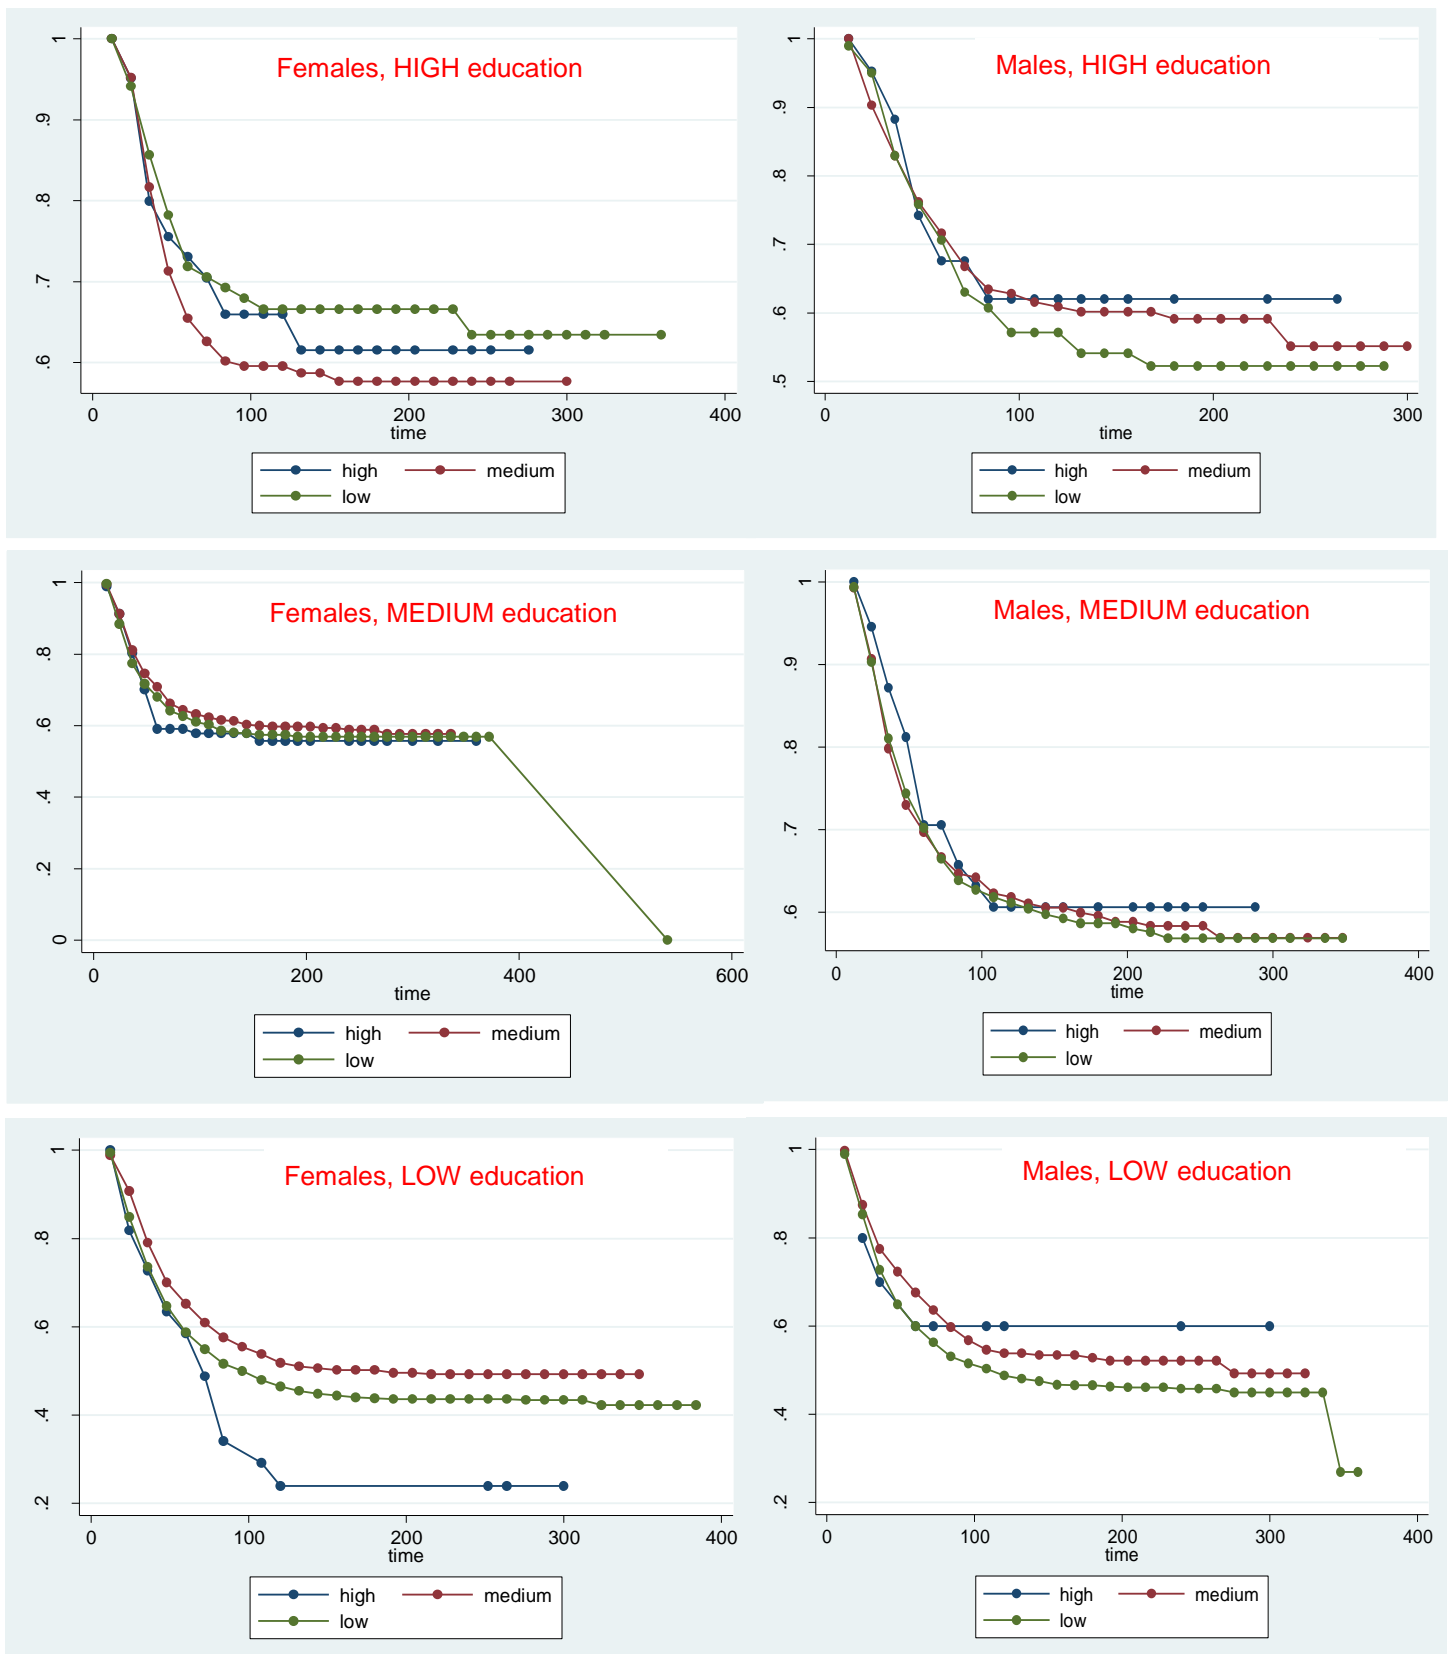 Females, HIGH education
1
.9
.8
.7
.6
0 100 200 300 400
time
high medium
low
Males, HIGH education
1
.9
.8
.7
.6
.5
0 100 200 300
time
high medium
low
Females, MEDIUM education
1
.8
.6
.4
.2
0
0 200 400 600
time
high medium
low
Males, MEDIUM education
1
.9
.8
.7
.6
0 100 200 300 400
time
high medium
low
Females, LOW education
1
.8
.6
.4
.2
0 100 200 300 400
time
high medium
low
Males, LOW education
1
.8
.6
.4
.2
0 100 200 300 400
time
high medium
low